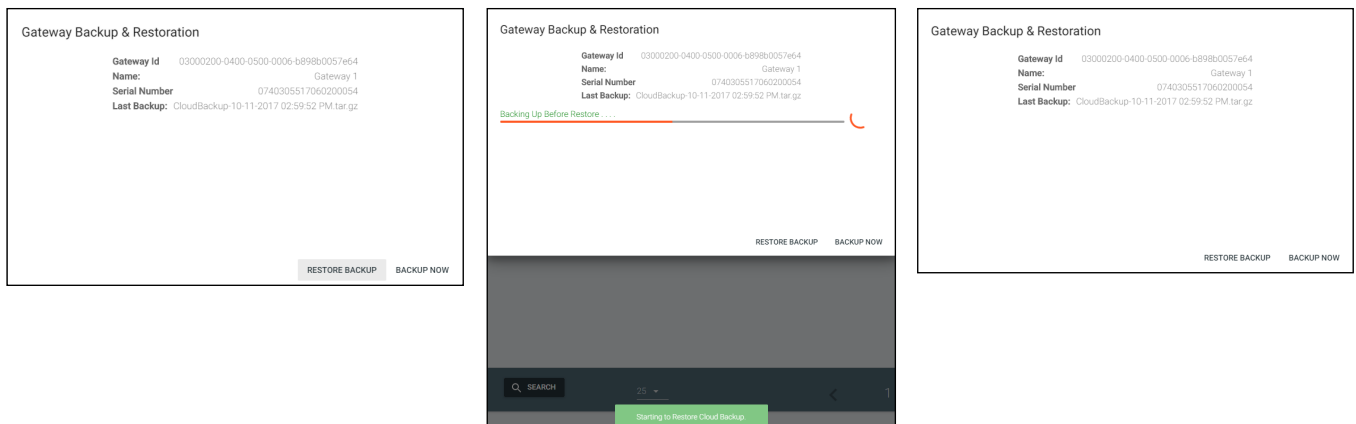 Gateway Backup & Restoration
Gateway Id 03000200-0400-0500-0006-b898b0057e64
Name: Gateway 1
Serial Number 0740305517060200054
Last Backup: CloudBackup-10-11-2017 02:59:52 PM.tar.gz
RESTORE BACKUP BACKUP NOW
Gateway Backup & Restoration
Gateway Id 03000200-0400-0500-0006-b898b0057e64
Name: Gateway 1
Serial Number 0740305517060200054
Last Backup: CloudBackup-10-11-2017 02:59:52 PM.tar.gz
Backing Up Before Restore . . . .
RESTORE BACKUP BACKUP NOW
SEARCH 25 1
Starting to Restore Cloud Backup..
Gateway Backup & Restoration
Gateway Id 03000200-0400-0500-0006-b898b0057e64
Name: Gateway 1
Serial Number 0740305517060200054
Last Backup: CloudBackup-10-11-2017 02:59:52 PM.tar.gz
RESTORE BACKUP BACKUP NOW